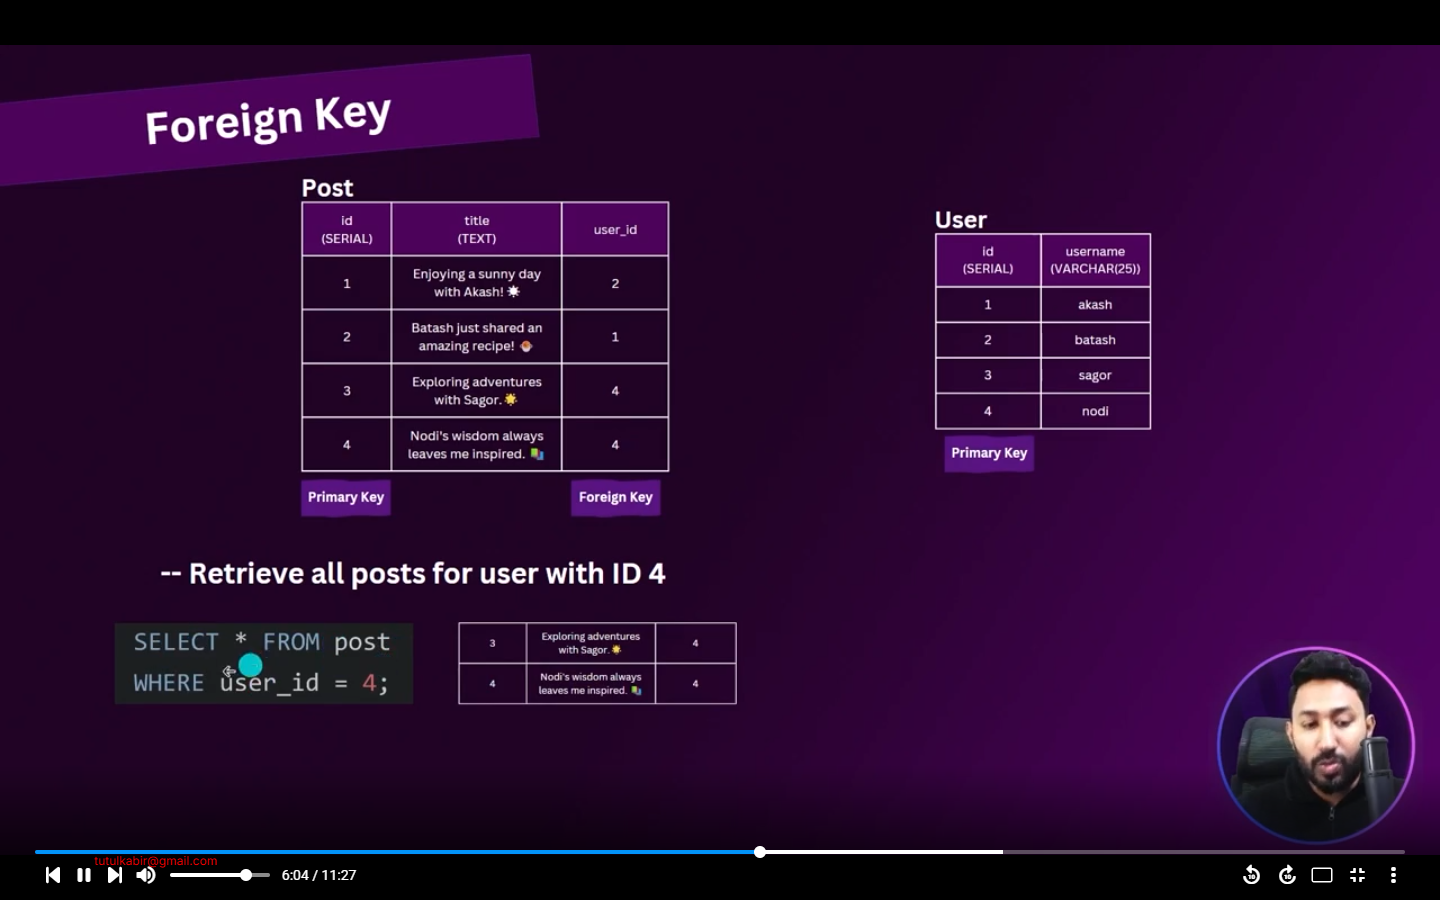 Foreign Key
Post
id
(SERIAL)
title
(TEXT)
user_id
1
Enjoying a sunny day
with Akash! ☀
2
2
Batash just shared an
amazing recipe! 🍛
1
3
Exploring adventures
with Sagor. 🌟
4
4
Nodi's wisdom always
leaves me inspired. 📚
4
Primary Key
Foreign Key
User
id
(SERIAL)
username
(VARCHAR(25))
1
akash
2
batash
3
sagor
4
nodi
Primary Key
-- Retrieve all posts for user with ID 4
SELECT * FROM post
WHERE user_id = 4;
3
Exploring adventures
with Sagor. 🌟
4
4
Nodi's wisdom always
leaves me inspired. 📚
4
tutulkabir@gmail.com
6:04 / 11:27
10
10